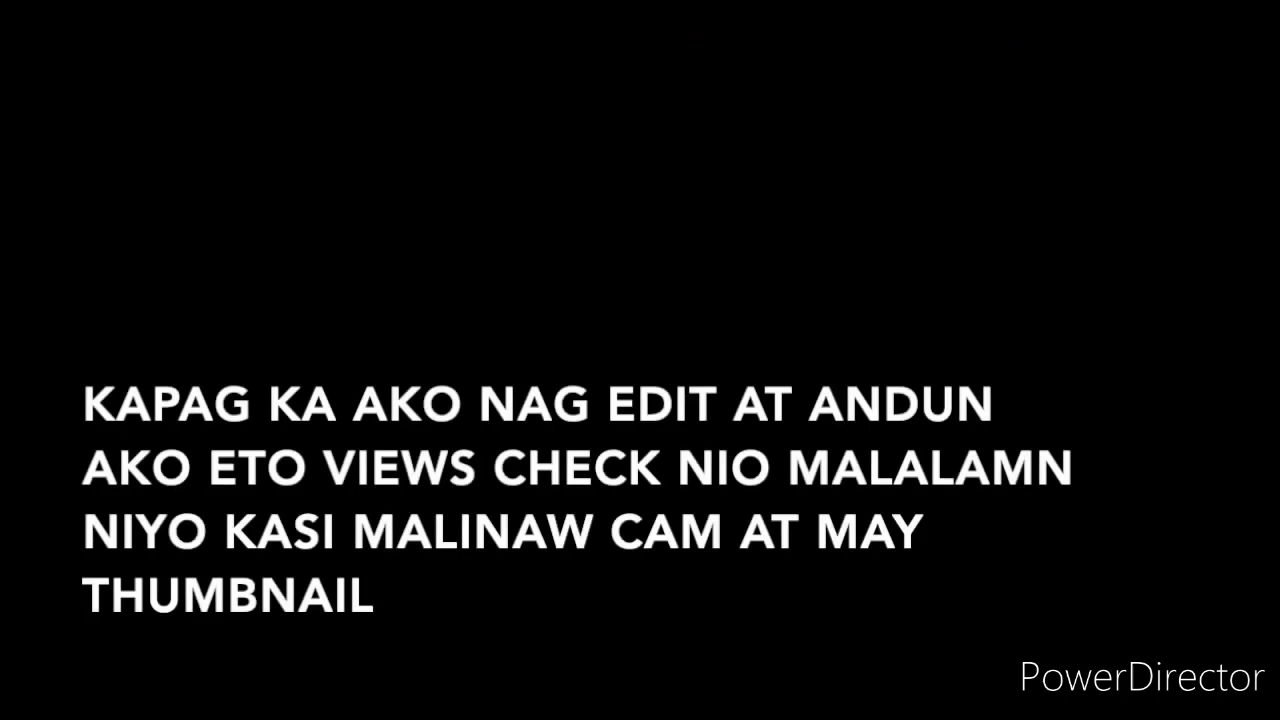 KAPAG KA AKO NAG EDIT AT ANDUN
AKO ETO VIEWS CHECK NIO MALALAMN
NIYO KASI MALINAW CAM AT MAY
THUMBNAIL
PowerDirector